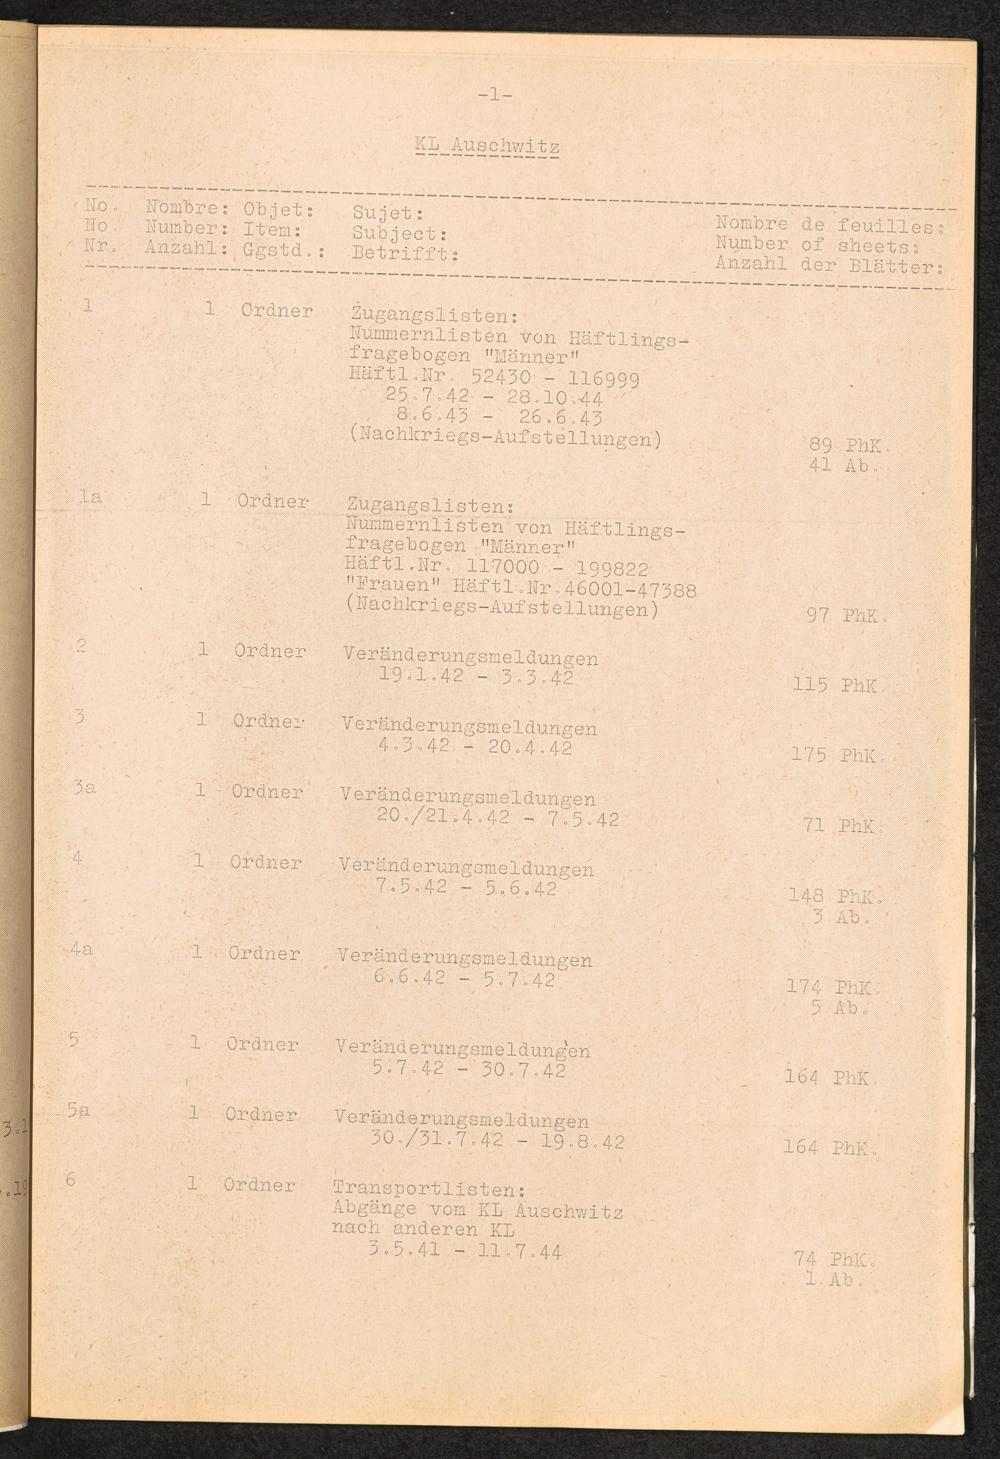 -1-
KL Auschwitz
No. Nombre: Objet: Sujet: Nombre de feuilles:
No. Number: Item: Subject: Number of sheets:
Nr. Anzahl: Ggstd.: Betrifft: Anzahl der Blätter:
1 1 Ordner Zugangslisten:
Nummernlisten von Häftlings-
fragebogen "Männer"
Häftl.Nr. 52430 - 116999
25.7.42 - 28.10.44
8.6.43 - 26.6.43
(Nachkriegs-Aufstellungen) 89 PhK.
41 Ab.
1a 1 Ordner Zugangslisten:
Nummernlisten von Häftlings-
fragebogen "Männer"
Häftl.Nr. 117000 - 199822
"Frauen" Häftl.Nr.46001-47388
(Nachkriegs-Aufstellungen) 97 PhK.
2 1 Ordner Veränderungsmeldungen
19.1.42 - 3.3.42 115 PhK
3 1 Ordner Veränderungsmeldungen
4.3.42 - 20.4.42 175 PhK.
3a 1 Ordner Veränderungsmeldungen
20./21.4.42 - 7.5.42 71 PhK.
4 1 Ordner Veränderungsmeldungen
7.5.42 - 5.6.42 148 PhK.
3 Ab.
4a 1 Ordner Veränderungsmeldungen
6.6.42 - 5.7.42 174 PhK.
5 Ab.
5 1 Ordner Veränderungsmeldungen
5.7.42 - 30.7.42 164 PhK.
5a 1 Ordner Veränderungsmeldungen
30./31.7.42 - 19.8.42 164 PhK.
6 1 Ordner Transportlisten:
Abgänge vom KL Auschwitz
nach anderen KL
3.5.41 - 11.7.44 74 PhK.
1 Ab.